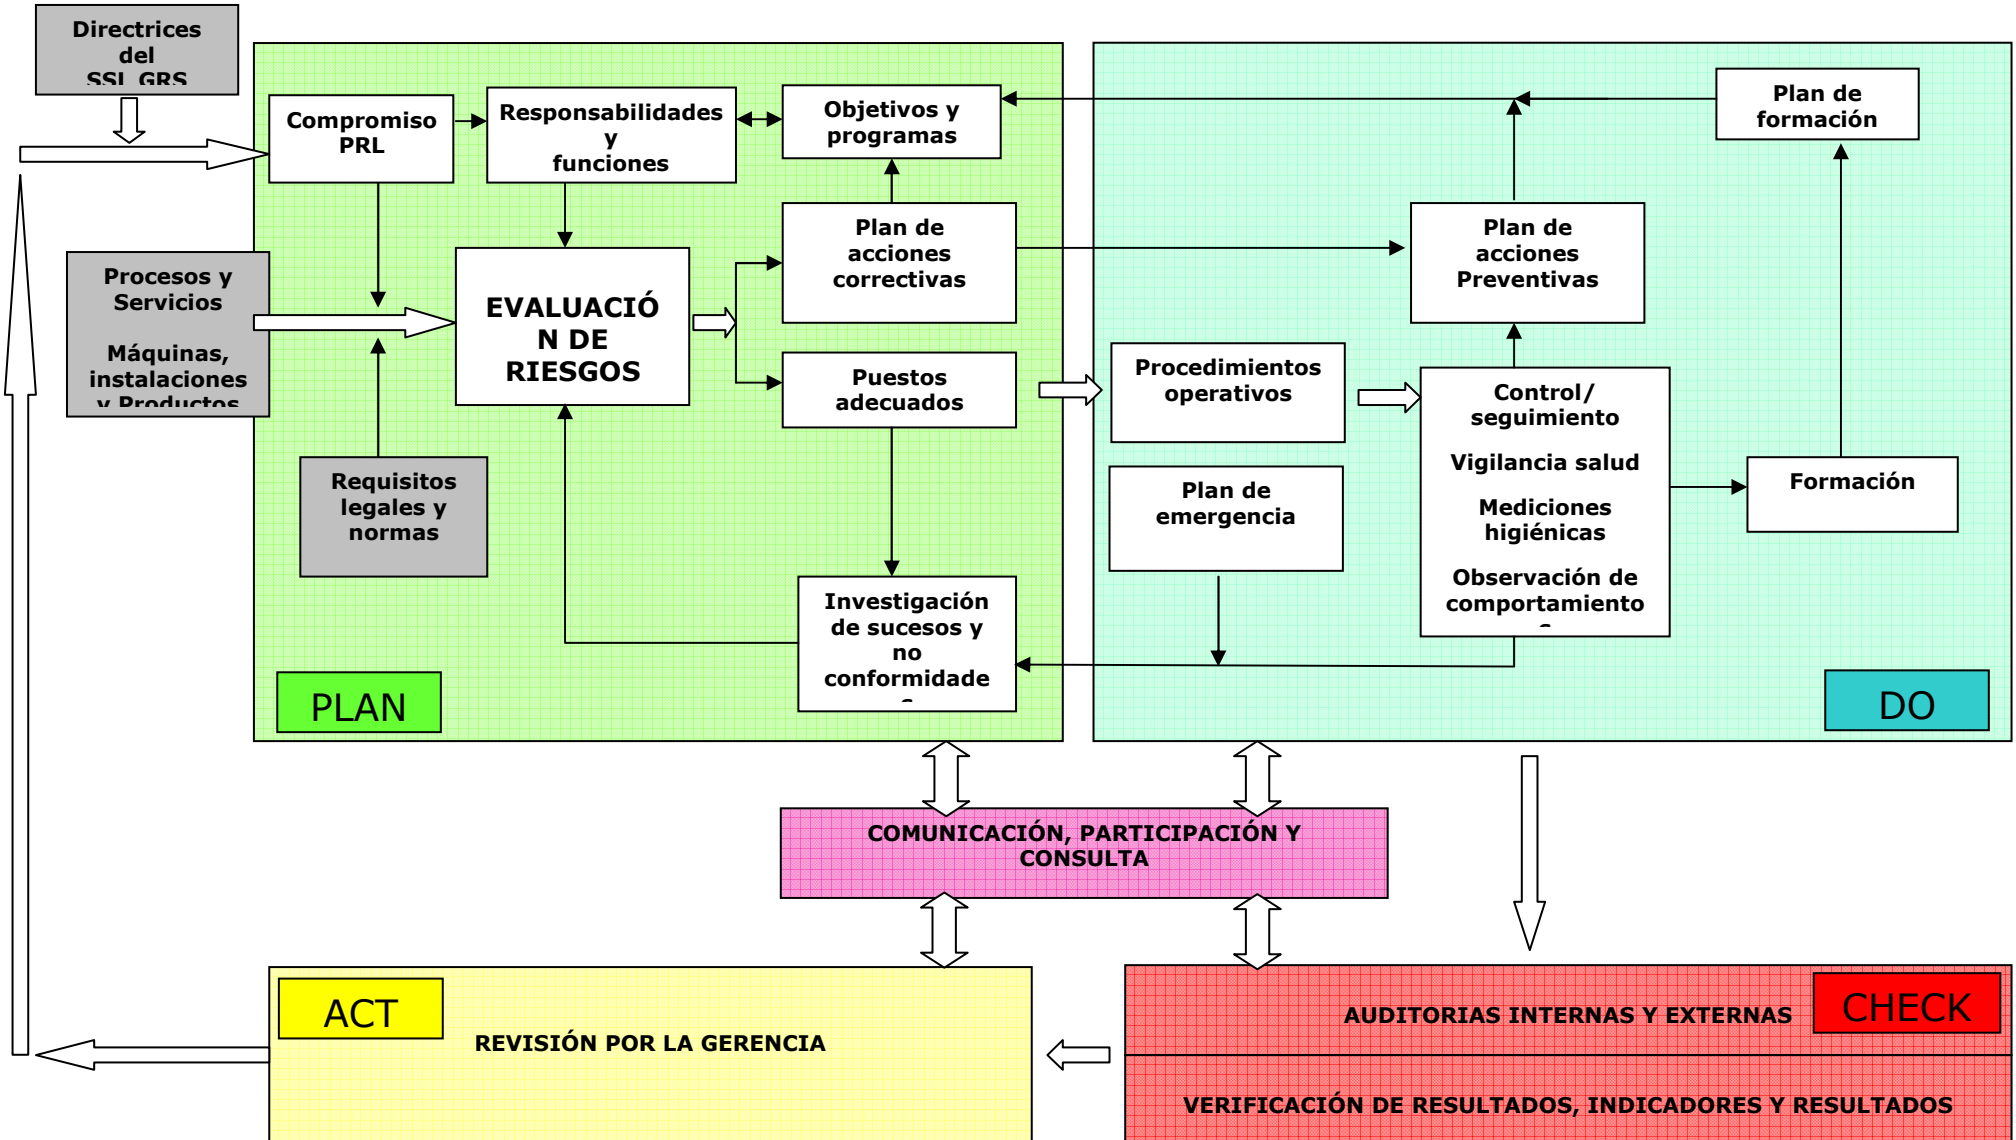 Directrices
del
SSL GRS
Compromiso
PRL
Responsabilidades
y
funciones
Objetivos y
programas
Plan de
formación
Procesos y
Servicios
Máquinas,
instalaciones
y Productos
EVALUACIÓ
N DE
RIESGOS
Plan de
acciones
correctivas
Plan de
acciones
Preventivas
Puestos
adecuados
Procedimientos
operativos
Control/
seguimiento
Vigilancia salud
Mediciones
higiénicas
Observación de
comportamiento
s
Formación
Requisitos
legales y
normas
Plan de
emergencia
Investigación
de sucesos y
no
conformidade
s
PLAN
DO
COMUNICACIÓN, PARTICIPACIÓN Y
CONSULTA
ACT
REVISIÓN POR LA GERENCIA
CHECK
AUDITORIAS INTERNAS Y EXTERNAS
VERIFICACIÓN DE RESULTADOS, INDICADORES Y RESULTADOS